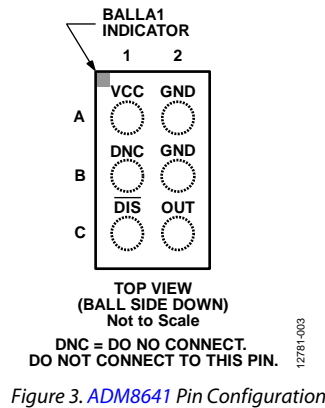 BALLA1
INDICATOR
1 2
VCC GND
A
DNC GND
B
DIS OUT
C
TOP VIEW
(BALL SIDE DOWN)
Not to Scale
DNC = DO NO CONNECT.
DO NOT CONNECT TO THIS PIN.
12781-003
Figure 3. ADM8641 Pin Configuration